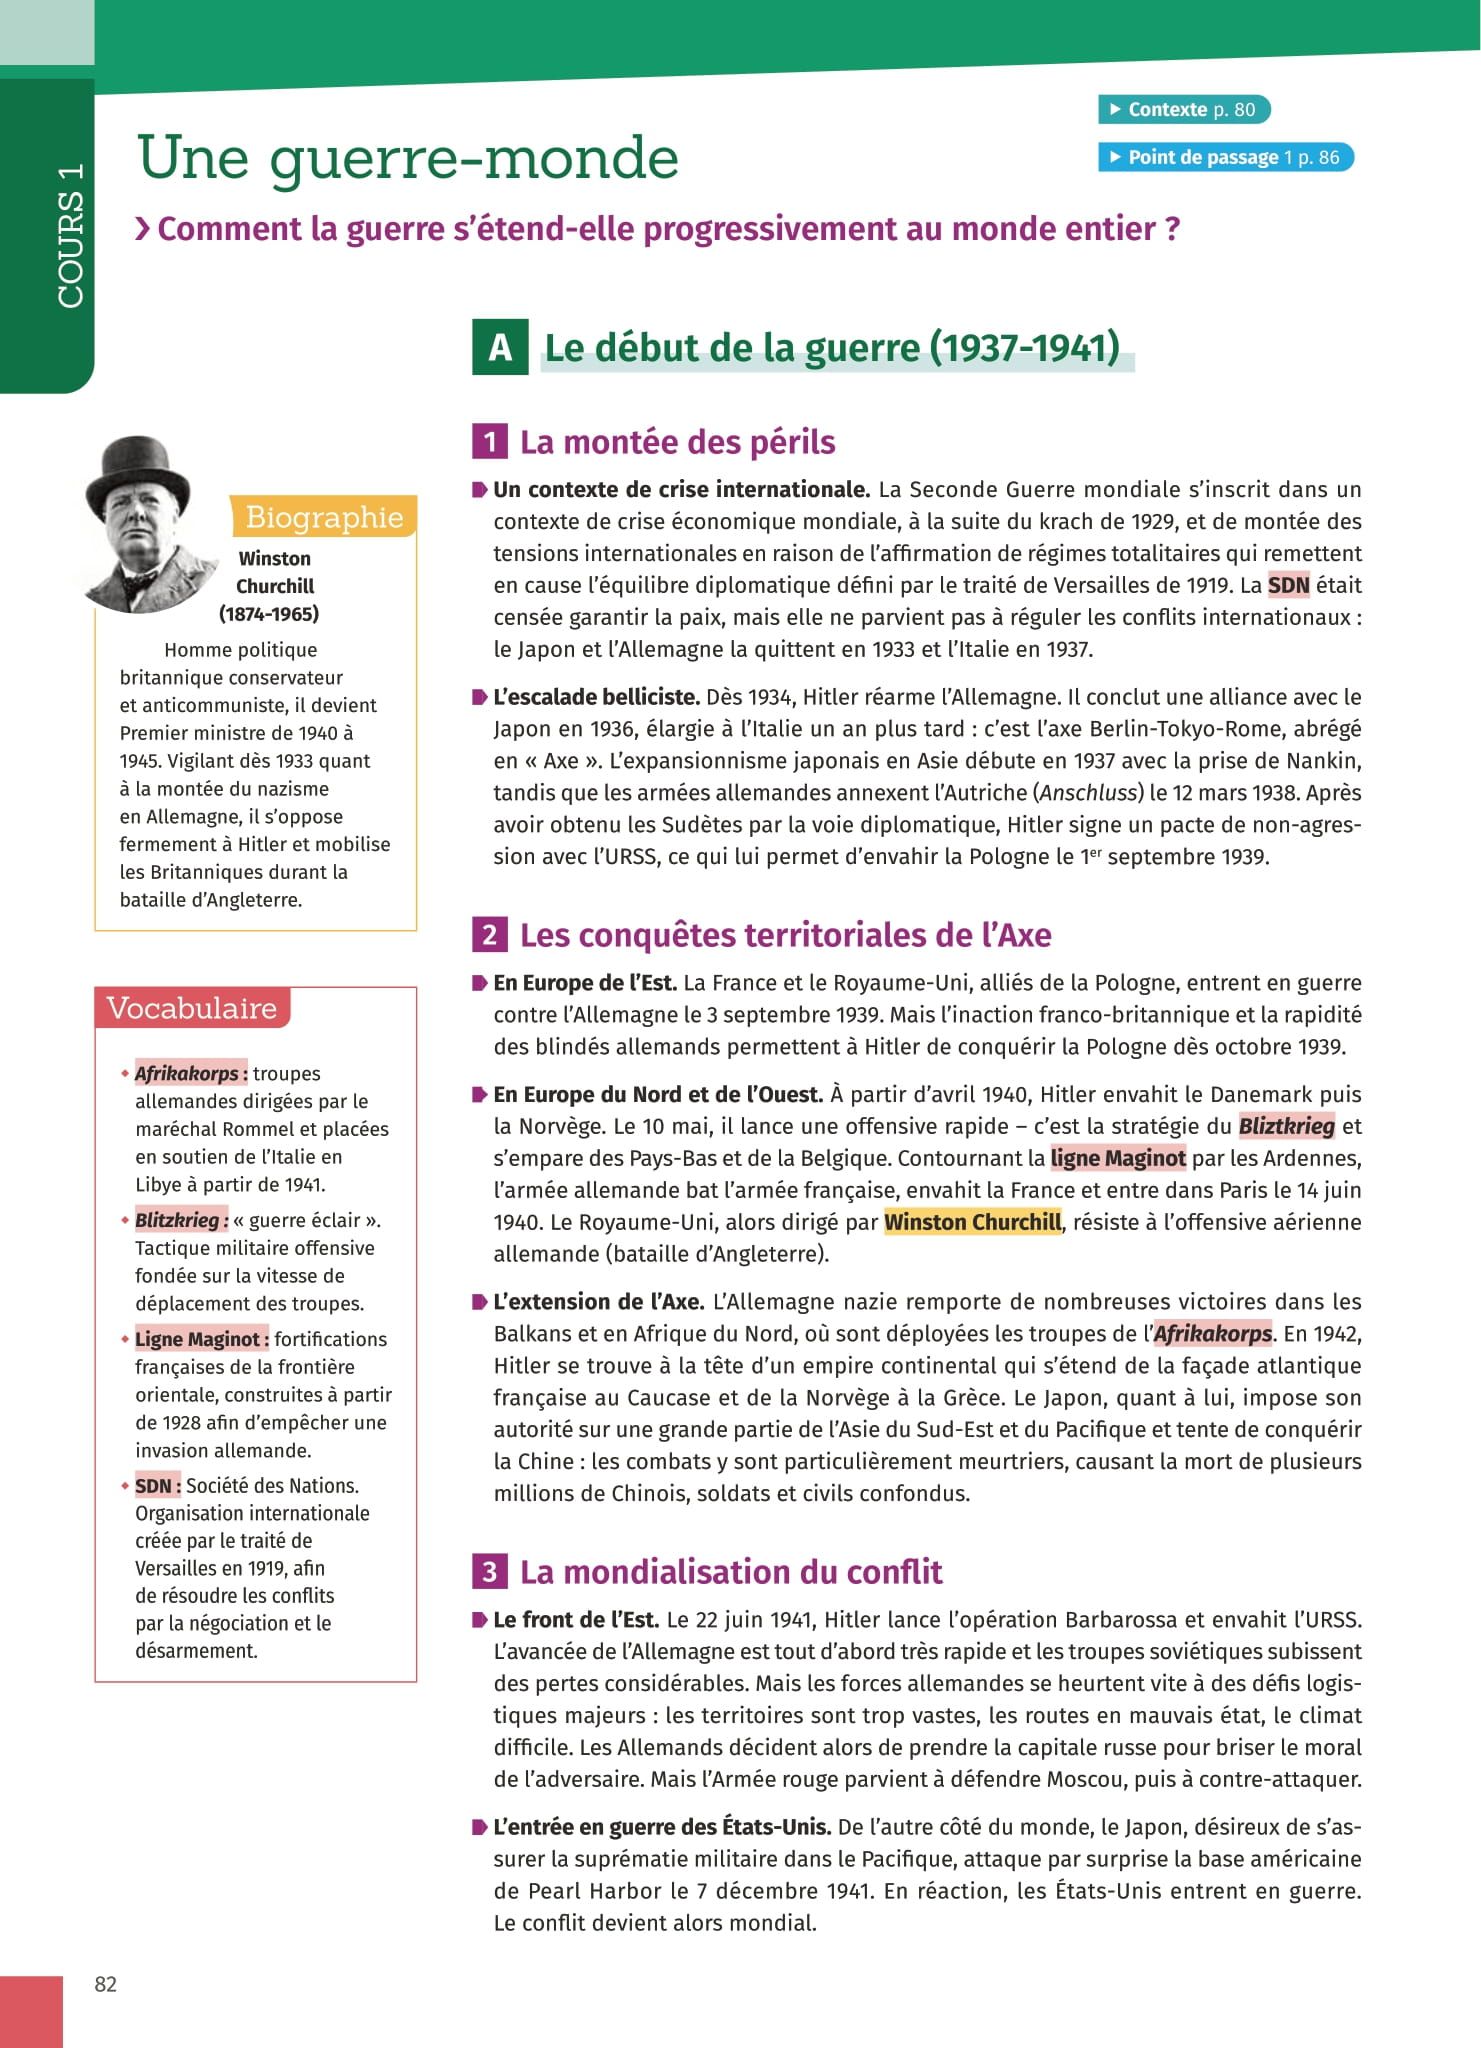 COURS 1
▶ Contexte p. 80
▶ Point de passage 1 p. 86
Une guerre-monde
Comment la guerre s'étend-elle progressivement au monde entier ?
Biographie
Winston
Churchill
(1874-1965)
Homme politique
britannique conservateur
et anticommuniste, il devient
Premier ministre de 1940 à
1945. Vigilant dès 1933 quant
à la montée du nazisme
en Allemagne, il s'oppose
fermement à Hitler et mobilise
les Britanniques durant la
bataille d'Angleterre.
Vocabulaire
• Afrikakorps : troupes
allemandes dirigées par le
maréchal Rommel et placées
en soutien de l'Italie en
Libye à partir de 1941.
• Blitzkrieg : « guerre éclair ».
Tactique militaire offensive
fondée sur la vitesse de
déplacement des troupes.
• Ligne Maginot : fortifications
françaises de la frontière
orientale, construites à partir
de 1928 afin d'empêcher une
invasion allemande.
• SDN : Société des Nations.
Organisation internationale
créée par le traité de
Versailles en 1919, afin
de résoudre les conflits
par la négociation et le
désarmement.
A Le début de la guerre (1937-1941)
1 La montée des périls
Un contexte de crise internationale. La Seconde Guerre mondiale s'inscrit dans un
contexte de crise économique mondiale, à la suite du krach de 1929, et de montée des
tensions internationales en raison de l'affirmation de régimes totalitaires qui remettent
en cause l'équilibre diplomatique défini par le traité de Versailles de 1919. La SDN était
censée garantir la paix, mais elle ne parvient pas à réguler les conflits internationaux :
le Japon et l'Allemagne la quittent en 1933 et l'Italie en 1937.
L'escalade belliciste. Dès 1934, Hitler réarme l'Allemagne. Il conclut une alliance avec le
Japon en 1936, élargie à l'Italie un an plus tard : c'est l'axe Berlin-Tokyo-Rome, abrégé
en « Axe ». L'expansionnisme japonais en Asie débute en 1937 avec la prise de Nankin,
tandis que les armées allemandes annexent l'Autriche (Anschluss) le 12 mars 1938. Après
avoir obtenu les Sudètes par la voie diplomatique, Hitler signe un pacte de non-agres-
sion avec l'URSS, ce qui lui permet d'envahir la Pologne le 1er septembre 1939.
2 Les conquêtes territoriales de l'Axe
En Europe de l'Est. La France et le Royaume-Uni, alliés de la Pologne, entrent en guerre
contre l'Allemagne le 3 septembre 1939. Mais l'inaction franco-britannique et la rapidité
des blindés allemands permettent à Hitler de conquérir la Pologne dès octobre 1939.
En Europe du Nord et de l'Ouest. À partir d'avril 1940, Hitler envahit le Danemark puis
la Norvège. Le 10 mai, il lance une offensive rapide – c'est la stratégie du Bliztkrieg et
s'empare des Pays-Bas et de la Belgique. Contournant la ligne Maginot par les Ardennes,
l'armée allemande bat l'armée française, envahit la France et entre dans Paris le 14 juin
1940. Le Royaume-Uni, alors dirigé par Winston Churchill, résiste à l'offensive aérienne
allemande (bataille d'Angleterre).
L'extension de l'Axe. L'Allemagne nazie remporte de nombreuses victoires dans les
Balkans et en Afrique du Nord, où sont déployées les troupes de l'Afrikakorps. En 1942,
Hitler se trouve à la tête d'un empire continental qui s'étend de la façade atlantique
française au Caucase et de la Norvège à la Grèce. Le Japon, quant à lui, impose son
autorité sur une grande partie de l'Asie du Sud-Est et du Pacifique et tente de conquérir
la Chine : les combats y sont particulièrement meurtriers, causant la mort de plusieurs
millions de Chinois, soldats et civils confondus.
3 La mondialisation du conflit
Le front de l'Est. Le 22 juin 1941, Hitler lance l'opération Barbarossa et envahit l'URSS.
L'avancée de l'Allemagne est tout d'abord très rapide et les troupes soviétiques subissent
des pertes considérables. Mais les forces allemandes se heurtent vite à des défis logis-
tiques majeurs : les territoires sont trop vastes, les routes en mauvais état, le climat
difficile. Les Allemands décident alors de prendre la capitale russe pour briser le moral
de l'adversaire. Mais l'Armée rouge parvient à défendre Moscou, puis à contre-attaquer.
L'entrée en guerre des États-Unis. De l'autre côté du monde, le Japon, désireux de s'as-
surer la suprématie militaire dans le Pacifique, attaque par surprise la base américaine
de Pearl Harbor le 7 décembre 1941. En réaction, les États-Unis entrent en guerre.
Le conflit devient alors mondial.
82